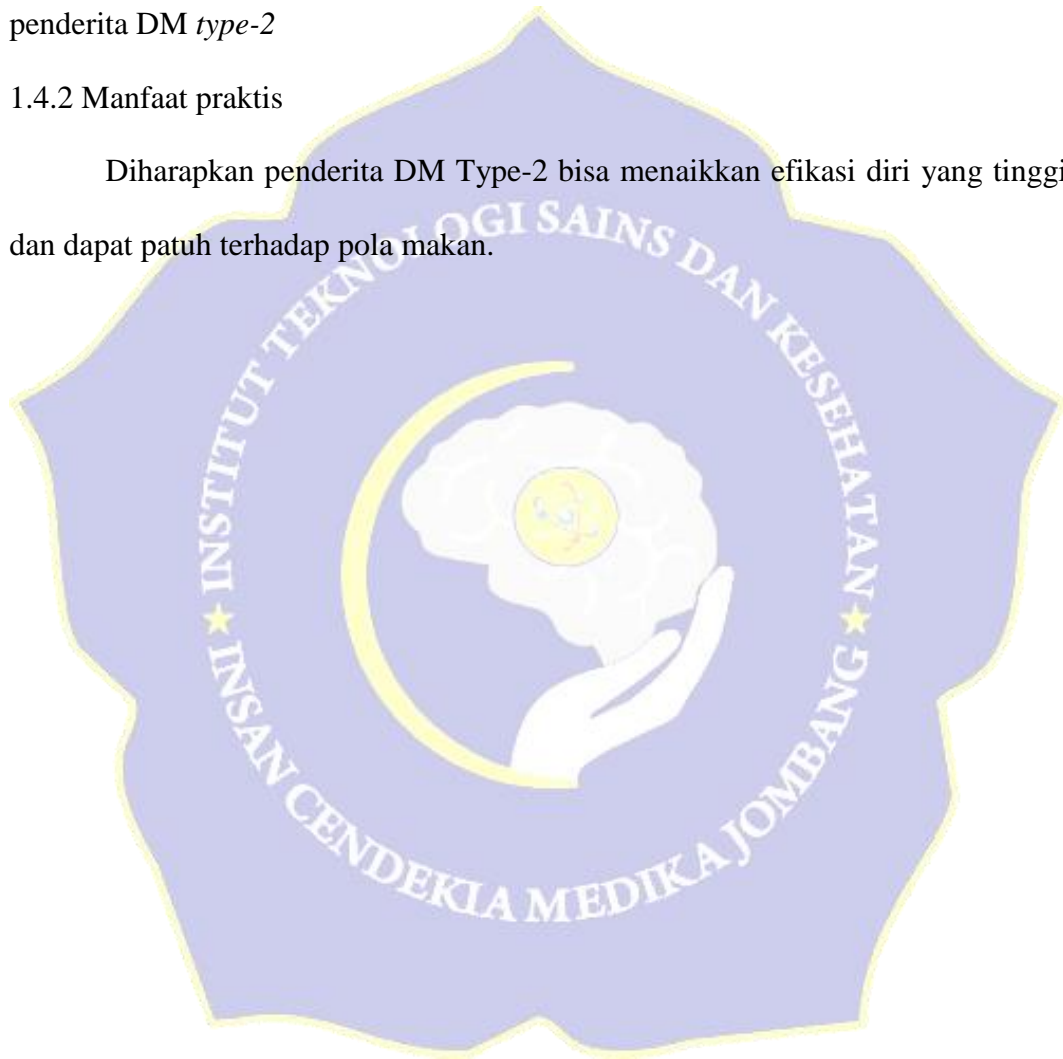 penderita DM type-2
1.4.2 Manfaat praktis
Diharapkan penderita DM Type-2 bisa menaikkan efikasi diri yang tinggi
dan dapat patuh terhadap pola makan.
INSTITUT TEKNOLOGI SAINS DAN KESEHATAN
★ INSAN CENDEKIA MEDIKA JOMBANG ★